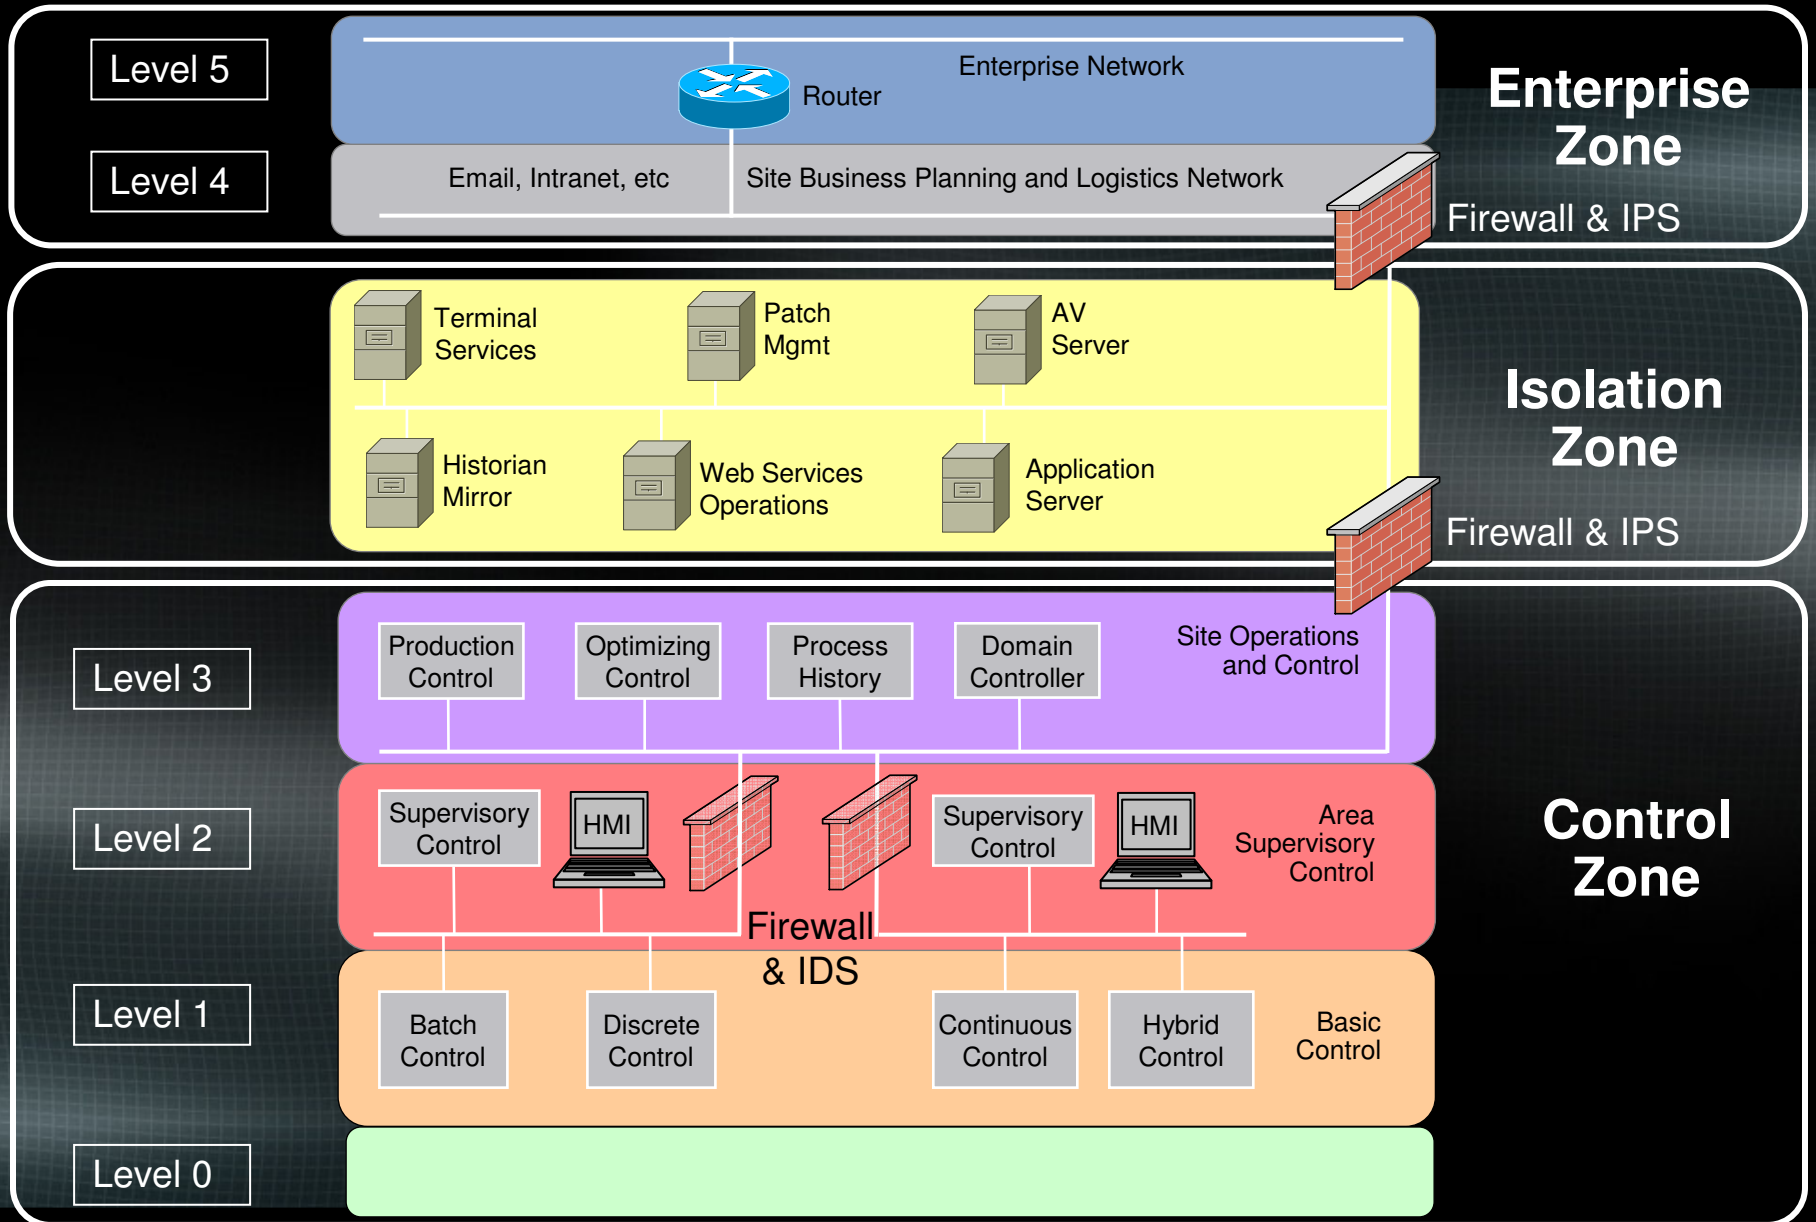 Level 5
Enterprise Network
Router
Enterprise
Zone
Level 4
Email, Intranet, etc
Site Business Planning and Logistics Network
Firewall & IPS
Terminal
Services
Patch
Mgmt
AV
Server
Isolation
Zone
Historian
Mirror
Web Services
Operations
Application
Server
Firewall & IPS
Level 3
Production
Control
Optimizing
Control
Process
History
Domain
Controller
Site Operations
and Control
Level 2
Supervisory
Control
HMI
Supervisory
Control
HMI
Area
Supervisory
Control
Control
Zone
Firewall
& IDS
Level 1
Batch
Control
Discrete
Control
Continuous
Control
Hybrid
Control
Basic
Control
Level 0